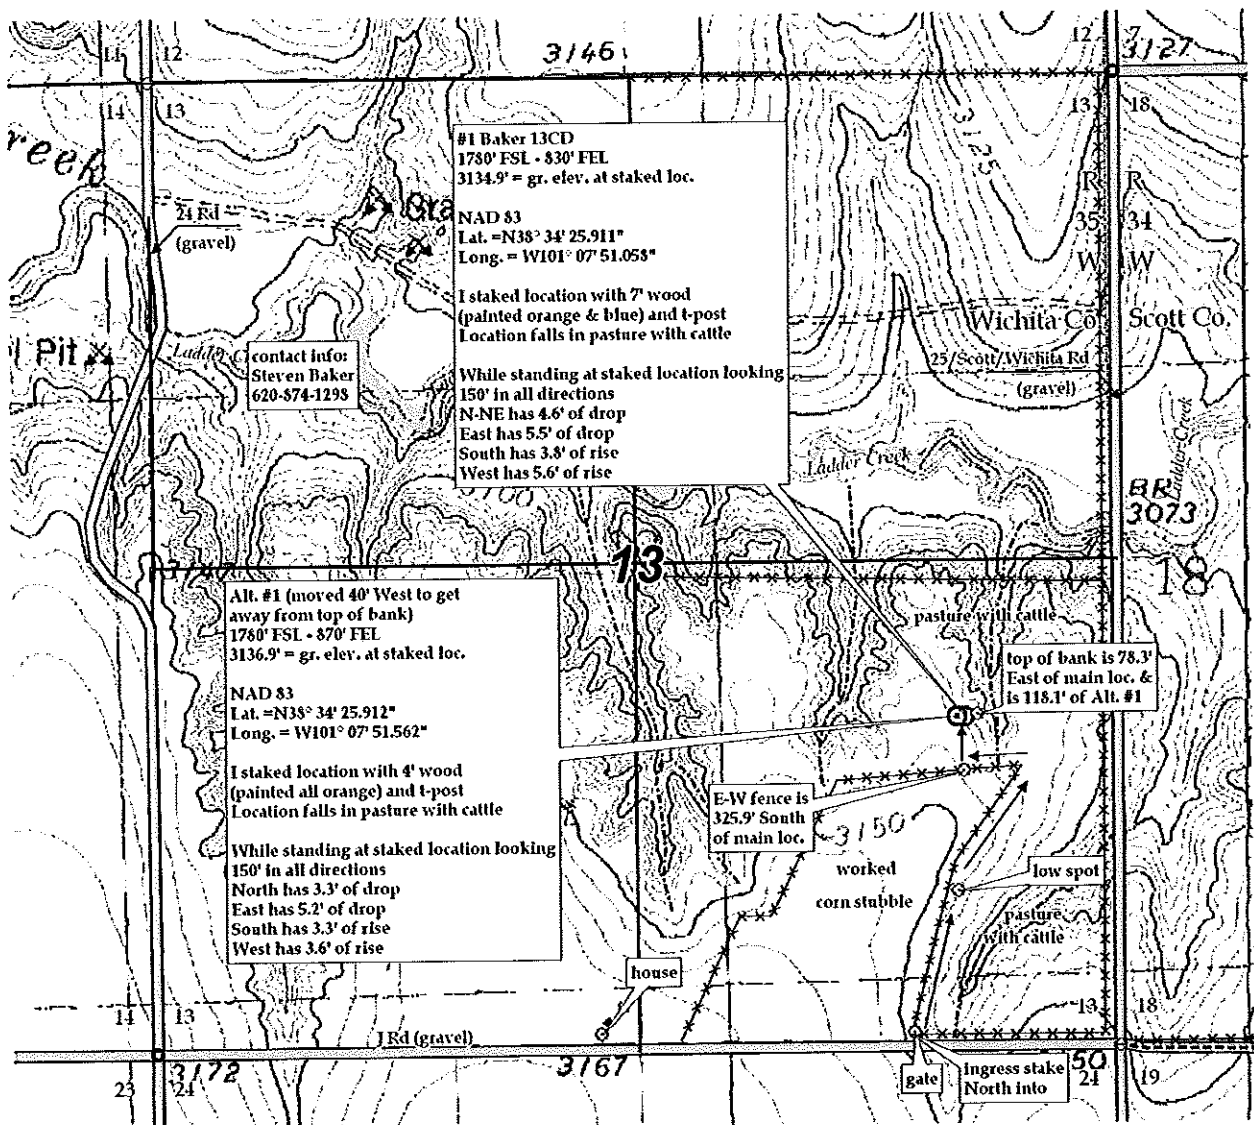 3146
11
12
12
7
3127
14
13
13
18
3125
reek
#1 Baker 13CD
1780' FSL - 830' FEL
3134.9' = gr. elev. at staked loc.
NAD 83
Lat. =N38° 34' 25.911"
Long. = W101° 07' 51.058"
I staked location with 7' wood
(painted orange & blue) and t-post
Location falls in pasture with cattle
While standing at staked location looking
150' in all directions
N-NE has 4.6' of drop
East has 5.5' of drop
South has 3.8' of rise
West has 5.6' of rise
Gra
24 Rd
(gravel)
R
R
35
34
W
W
Wichita Co.
Scott Co.
l Pit
Ladder C
contact info:
Steven Baker
620-874-1298
25/Scott/Wichita Rd
(gravel)
Ladder Creek
Ladder Creek
3100
BR
3073
13
18
Alt. #1 (moved 40' West to get
away from top of bank)
1780' FSL - 870' FEL
3136.9' = gr. elev. at staked loc.
NAD 83
Lat. =N38° 34' 25.912"
Long. = W101° 07' 51.562"
I staked location with 4' wood
(painted all orange) and t-post
Location falls in pasture with cattle
While standing at staked location looking
150' in all directions
North has 3.3' of drop
East has 5.2' of drop
South has 3.3' of rise
West has 3.6' of rise
pasture with cattle
top of bank is 78.3'
East of main loc. &
is 118.1' of Alt. #1
E-W fence is
325.9' South
of main loc.
3150
worked
corn stubble
low spot
pasture
with cattle
house
14
13
13
18
J Rd (gravel)
3172
3167
50
23
24
24
19
gate
ingress stake
North into